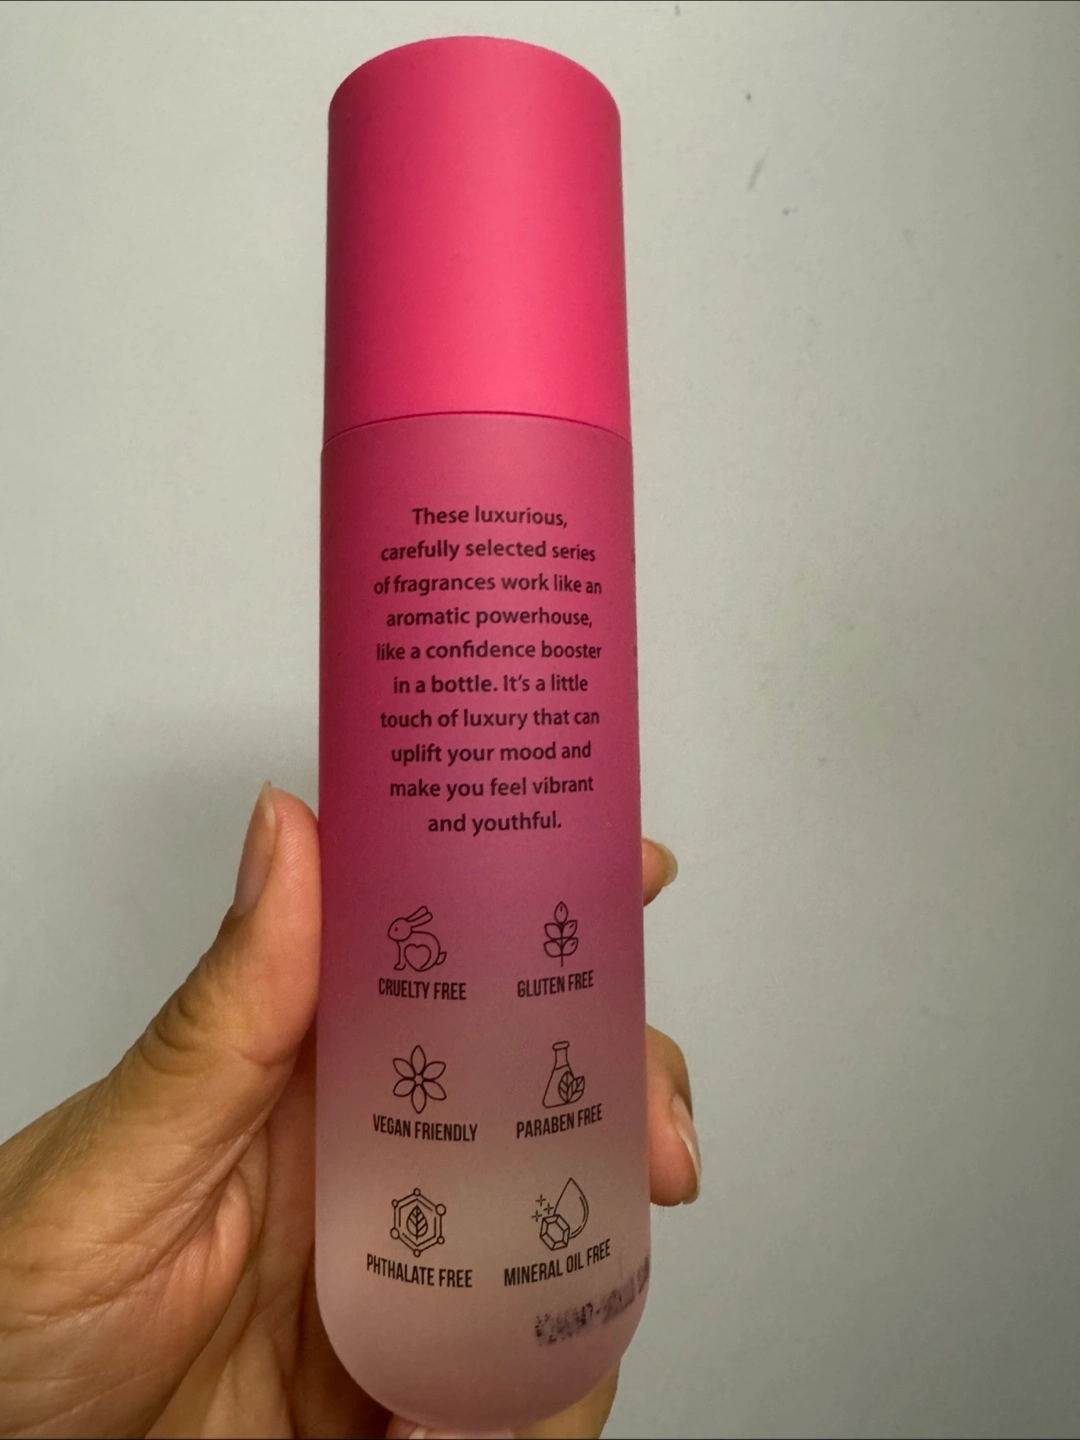 These luxurious,
carefully selected series
of fragrances work like an
aromatic powerhouse,
like a confidence booster
in a bottle. It's a little
touch of luxury that can
uplift your mood and
make you feel vibrant
and youthful.
CRUELTY FREE
GLUTEN FREE
VEGAN FRIENDLY
PARABEN FREE
PHTHALATE FREE
MINERAL OIL FREE